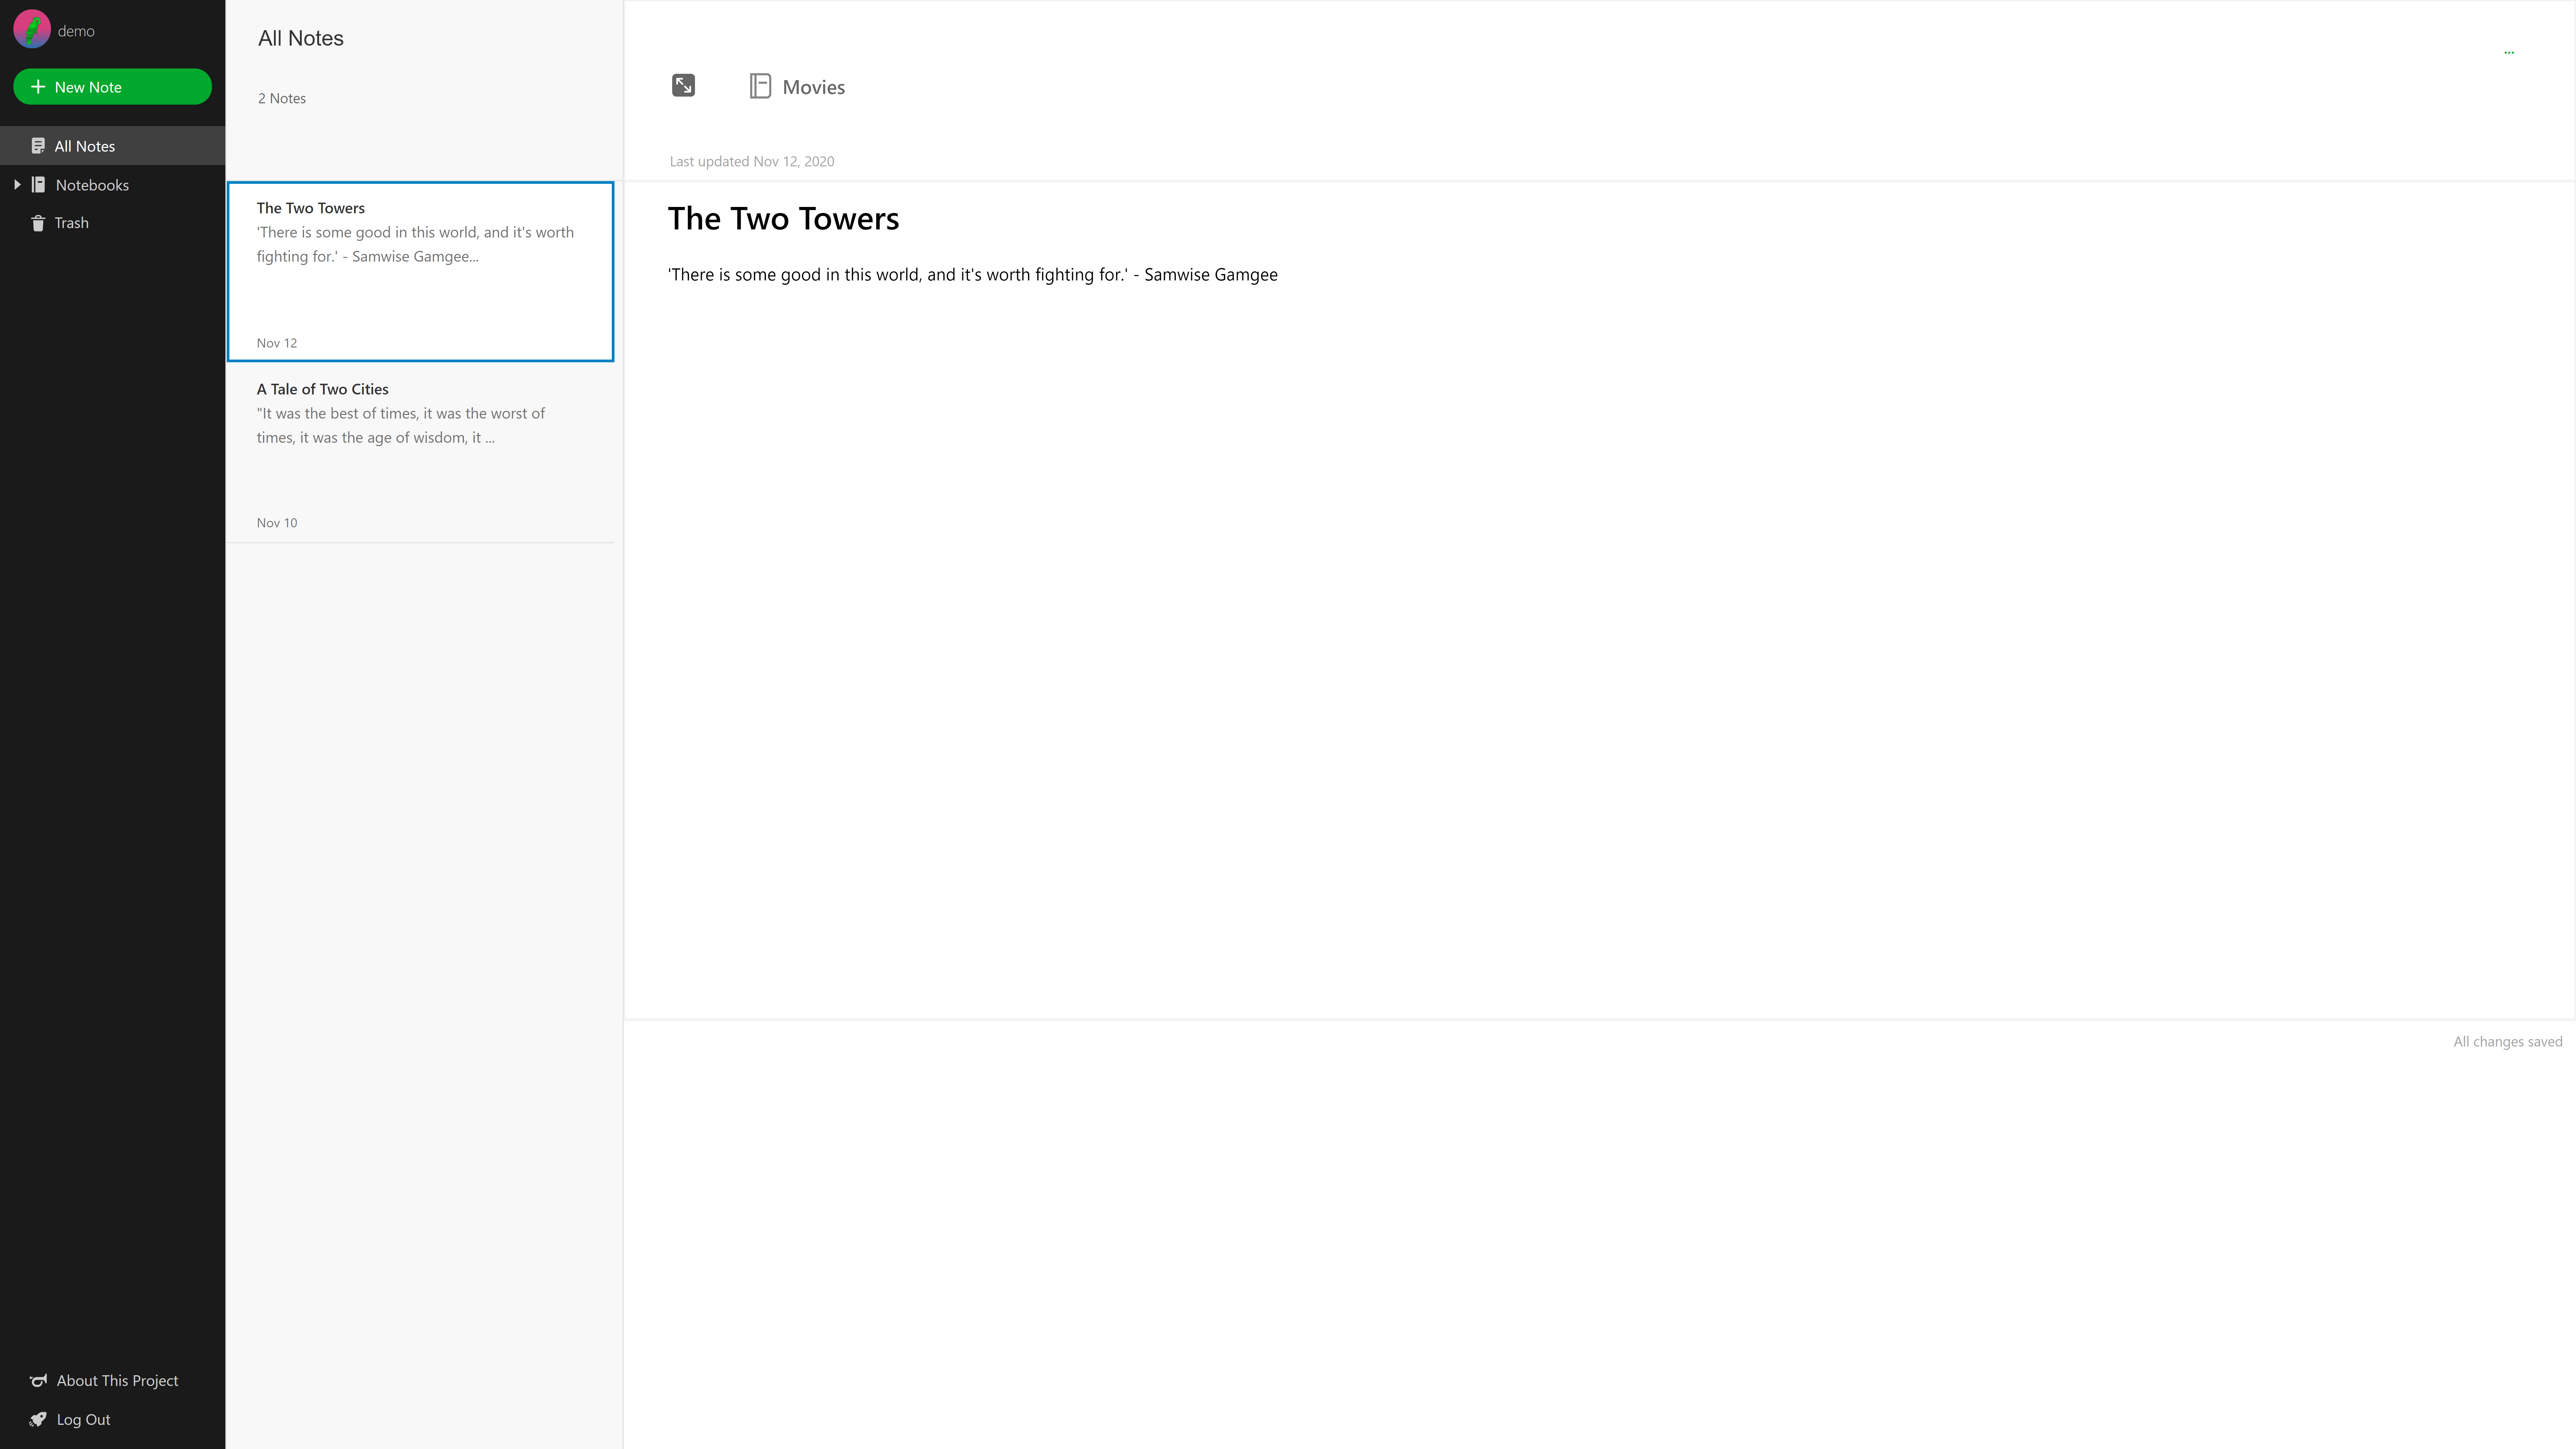 demo
New Note
All Notes
Notebooks
Trash
About This Project
Log Out
All Notes
2 Notes
The Two Towers
'There is some good in this world, and it's worth
fighting for.' - Samwise Gamgee...
Nov 12
A Tale of Two Cities
"It was the best of times, it was the worst of
times, it was the age of wisdom, it ...
Nov 10
...
Movies
Last updated Nov 12, 2020
The Two Towers
'There is some good in this world, and it's worth fighting for.' - Samwise Gamgee
All changes saved